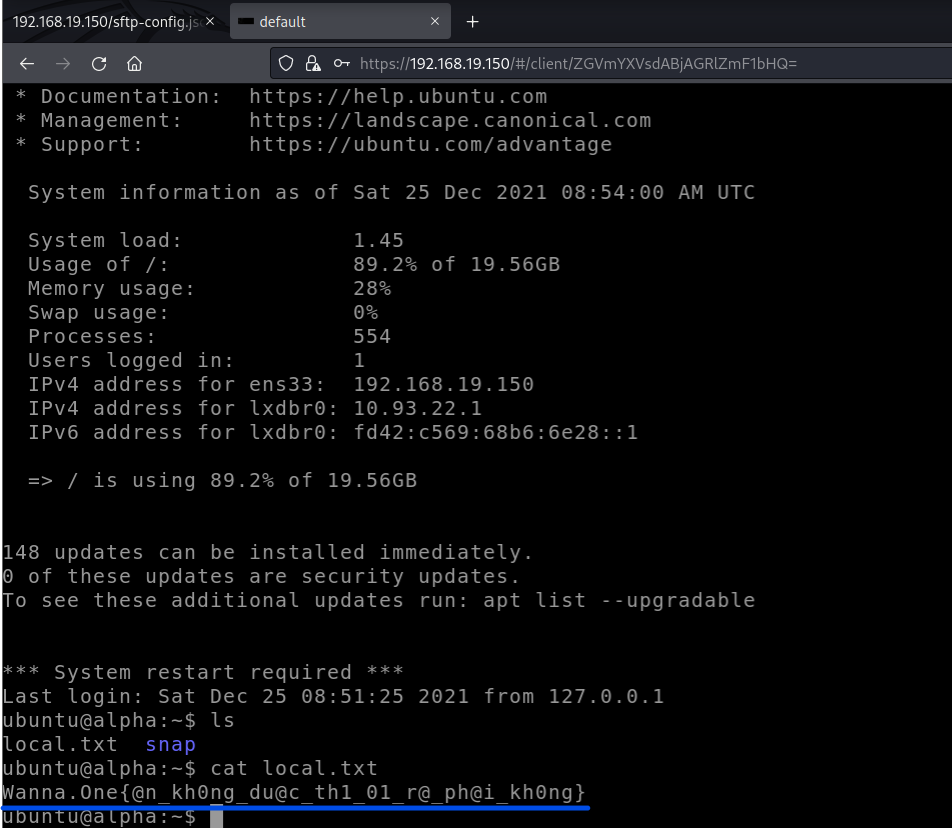 192.168.19.150/sftp-config.js
default
https://192.168.19.150/#/client/ZGVmYXVsdABjAGRlZmF1bHQ=
* Documentation:  https://help.ubuntu.com
* Management:     https://landscape.canonical.com
* Support:        https://ubuntu.com/advantage
System information as of Sat 25 Dec 2021 08:54:00 AM UTC
System load:             1.45
Usage of /:              89.2% of 19.56GB
Memory usage:            28%
Swap usage:              0%
Processes:               554
Users logged in:         1
IPv4 address for ens33:  192.168.19.150
IPv4 address for lxdbr0: 10.93.22.1
IPv6 address for lxdbr0: fd42:c569:68b6:6e28::1
=> / is using 89.2% of 19.56GB
148 updates can be installed immediately.
0 of these updates are security updates.
To see these additional updates run: apt list --upgradable
*** System restart required ***
Last login: Sat Dec 25 08:51:25 2021 from 127.0.0.1
ubuntu@alpha:~$ ls
local.txt  snap
ubuntu@alpha:~$ cat local.txt
Wanna.One{@n_kh0ng_du@c_th1_01_r@_ph@i_kh0ng}
ubuntu@alpha:~$